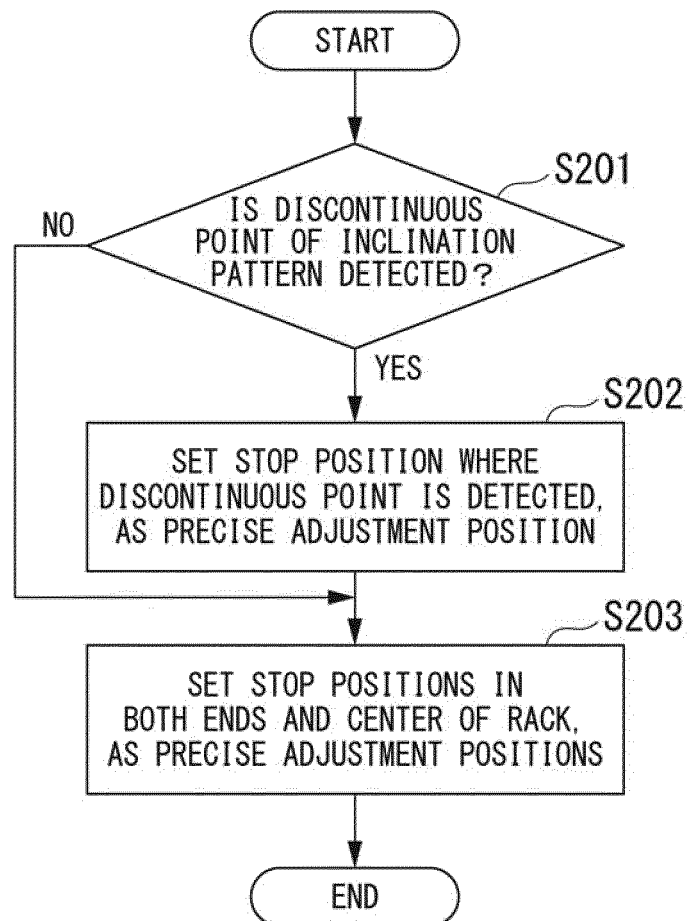 START
S201
IS DISCONTINUOUS
POINT OF INCLINATION
PATTERN DETECTED?
NO
YES
S202
SET STOP POSITION WHERE
DISCONTINUOUS POINT IS DETECTED,
AS PRECISE ADJUSTMENT POSITION
S203
SET STOP POSITIONS IN
BOTH ENDS AND CENTER OF RACK,
AS PRECISE ADJUSTMENT POSITIONS
END